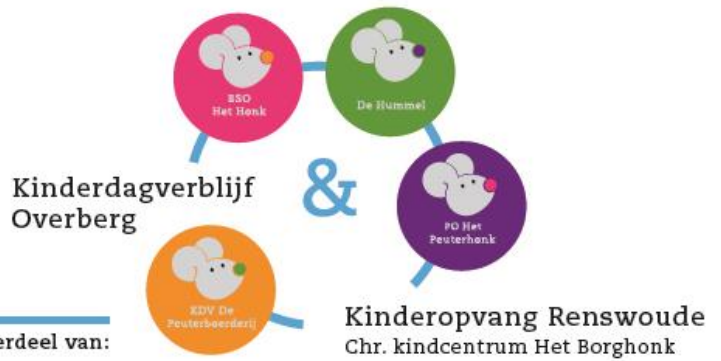 BSO
Het Honk
De Hummel
Kinderdagverblijf
Overberg
&
PO Het
Peuterhonk
KDV De
Peuterboerderij
erdeel van:
Kinderopvang Renswoude
Chr. kindcentrum Het Borghonk